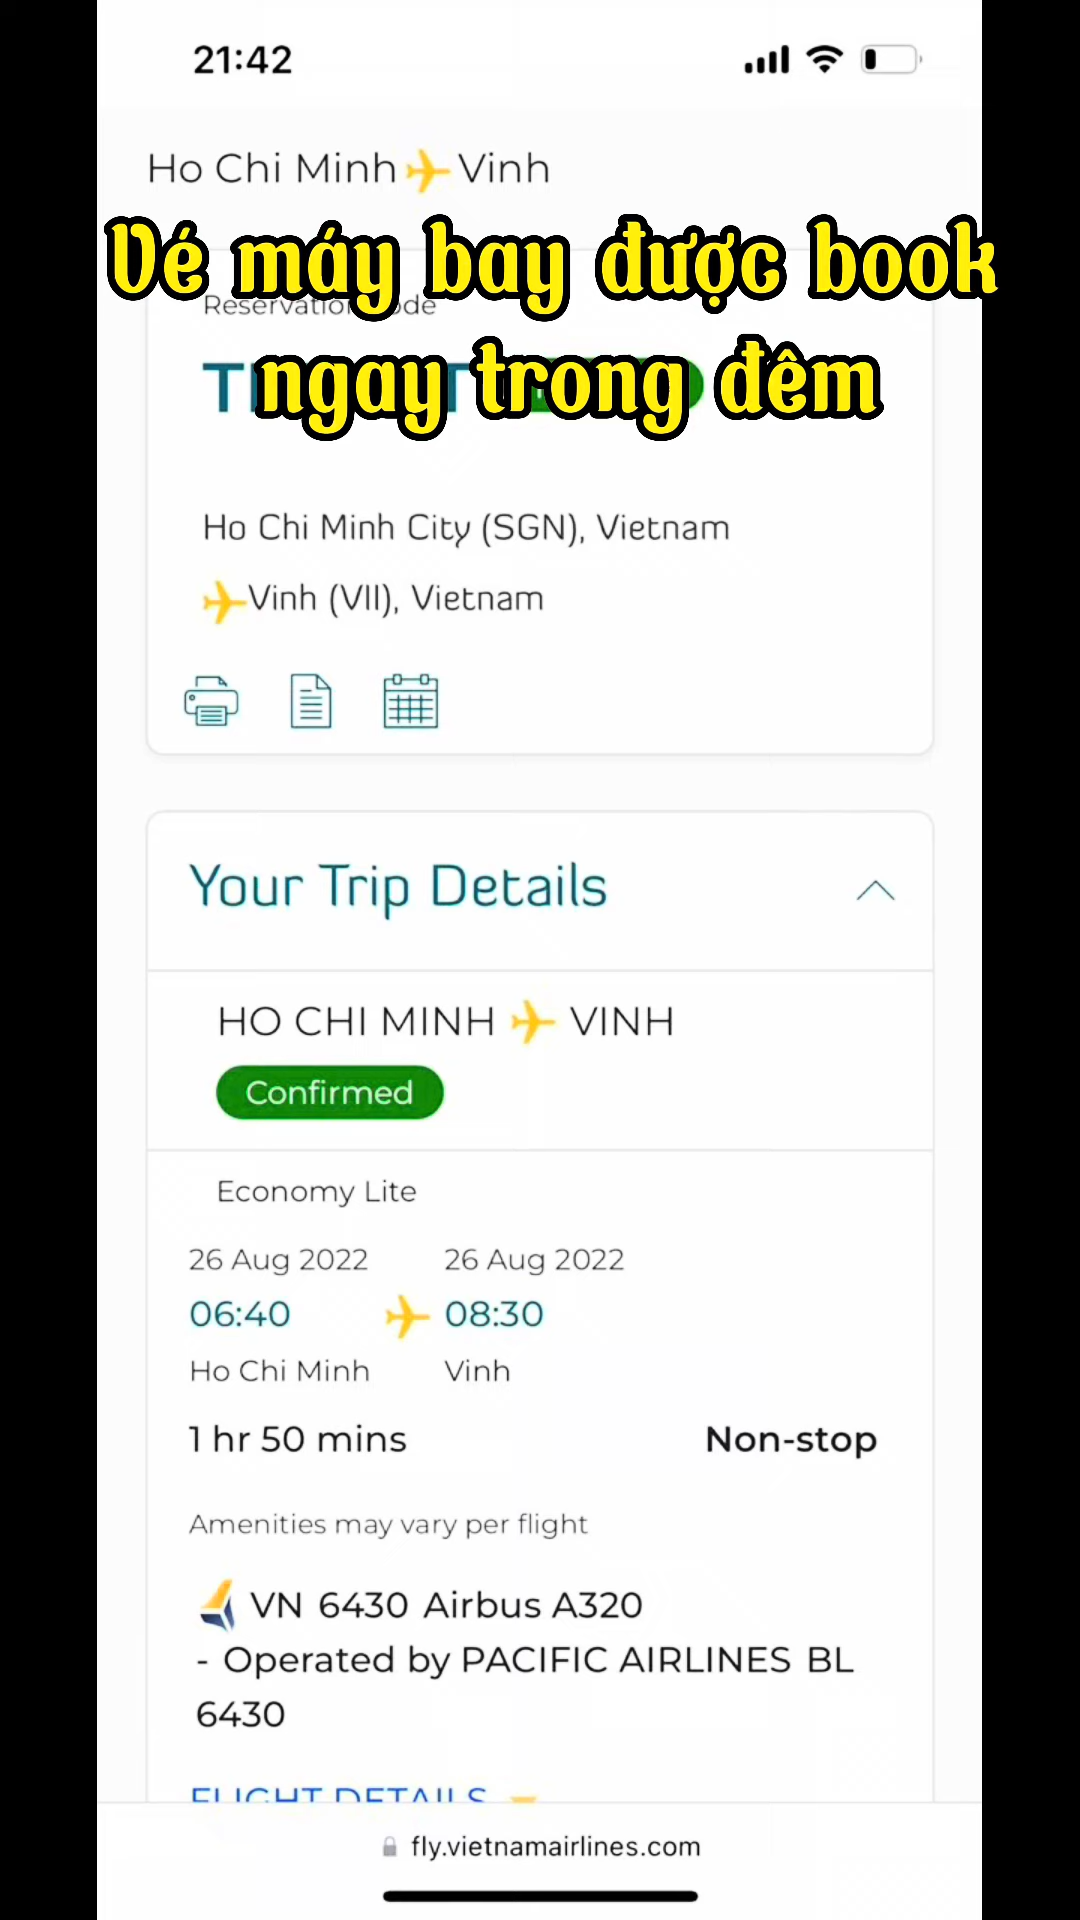 21:42
Ho Chi Minh Vinh
Vé máy bay được book
ngay trong đêm
Ho Chi Minh City (SGN), Vietnam
Vinh (VII), Vietnam
Your Trip Details
HO CHI MINH VINH
Confirmed
Economy Lite
26 Aug 2022 26 Aug 2022
06:40 08:30
Ho Chi Minh Vinh
1 hr 50 mins Non-stop
Amenities may vary per flight
VN 6430 Airbus A320
- Operated by PACIFIC AIRLINES BL
6430
FLIGHT DETAILS
fly.vietnamairlines.com